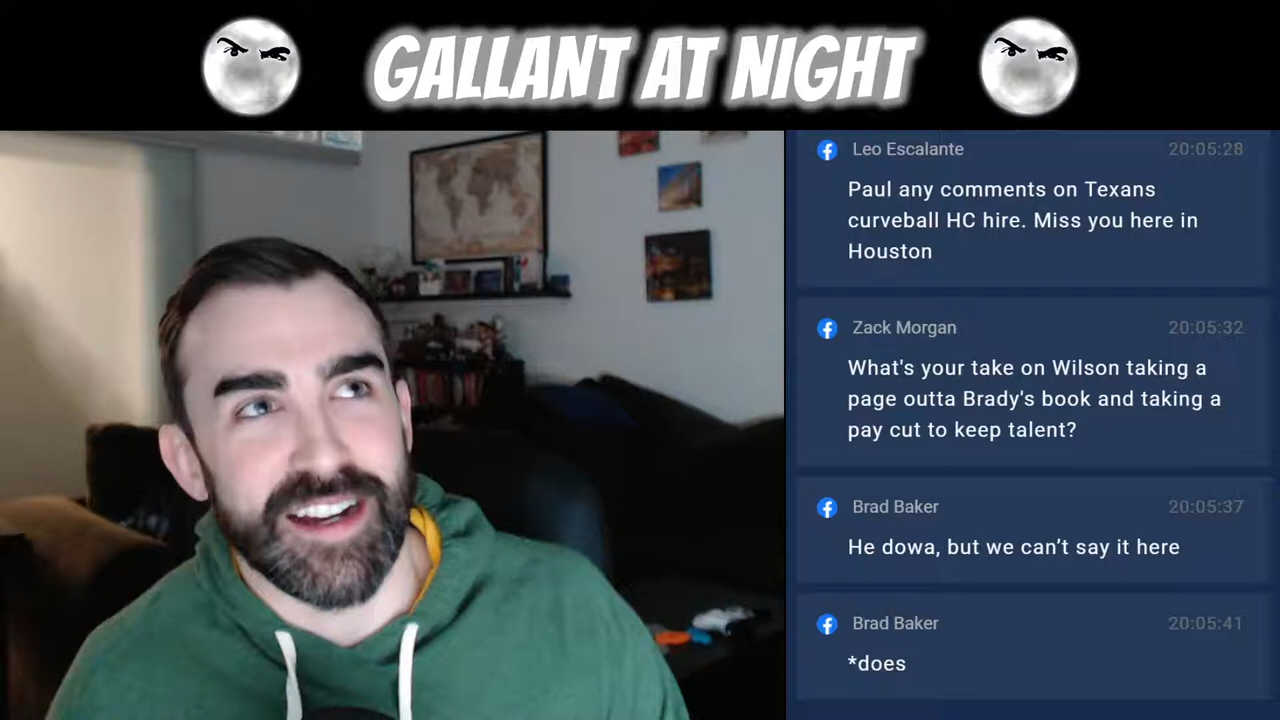 GALLANT AT NIGHT
Leo Escalante 20:05:28
Paul any comments on Texans
curveball HC hire. Miss you here in
Houston
Zack Morgan 20:05:32
What's your take on Wilson taking a
page outta Brady's book and taking a
pay cut to keep talent?
Brad Baker 20:05:37
He dowa, but we can’t say it here
Brad Baker 20:05:41
*does